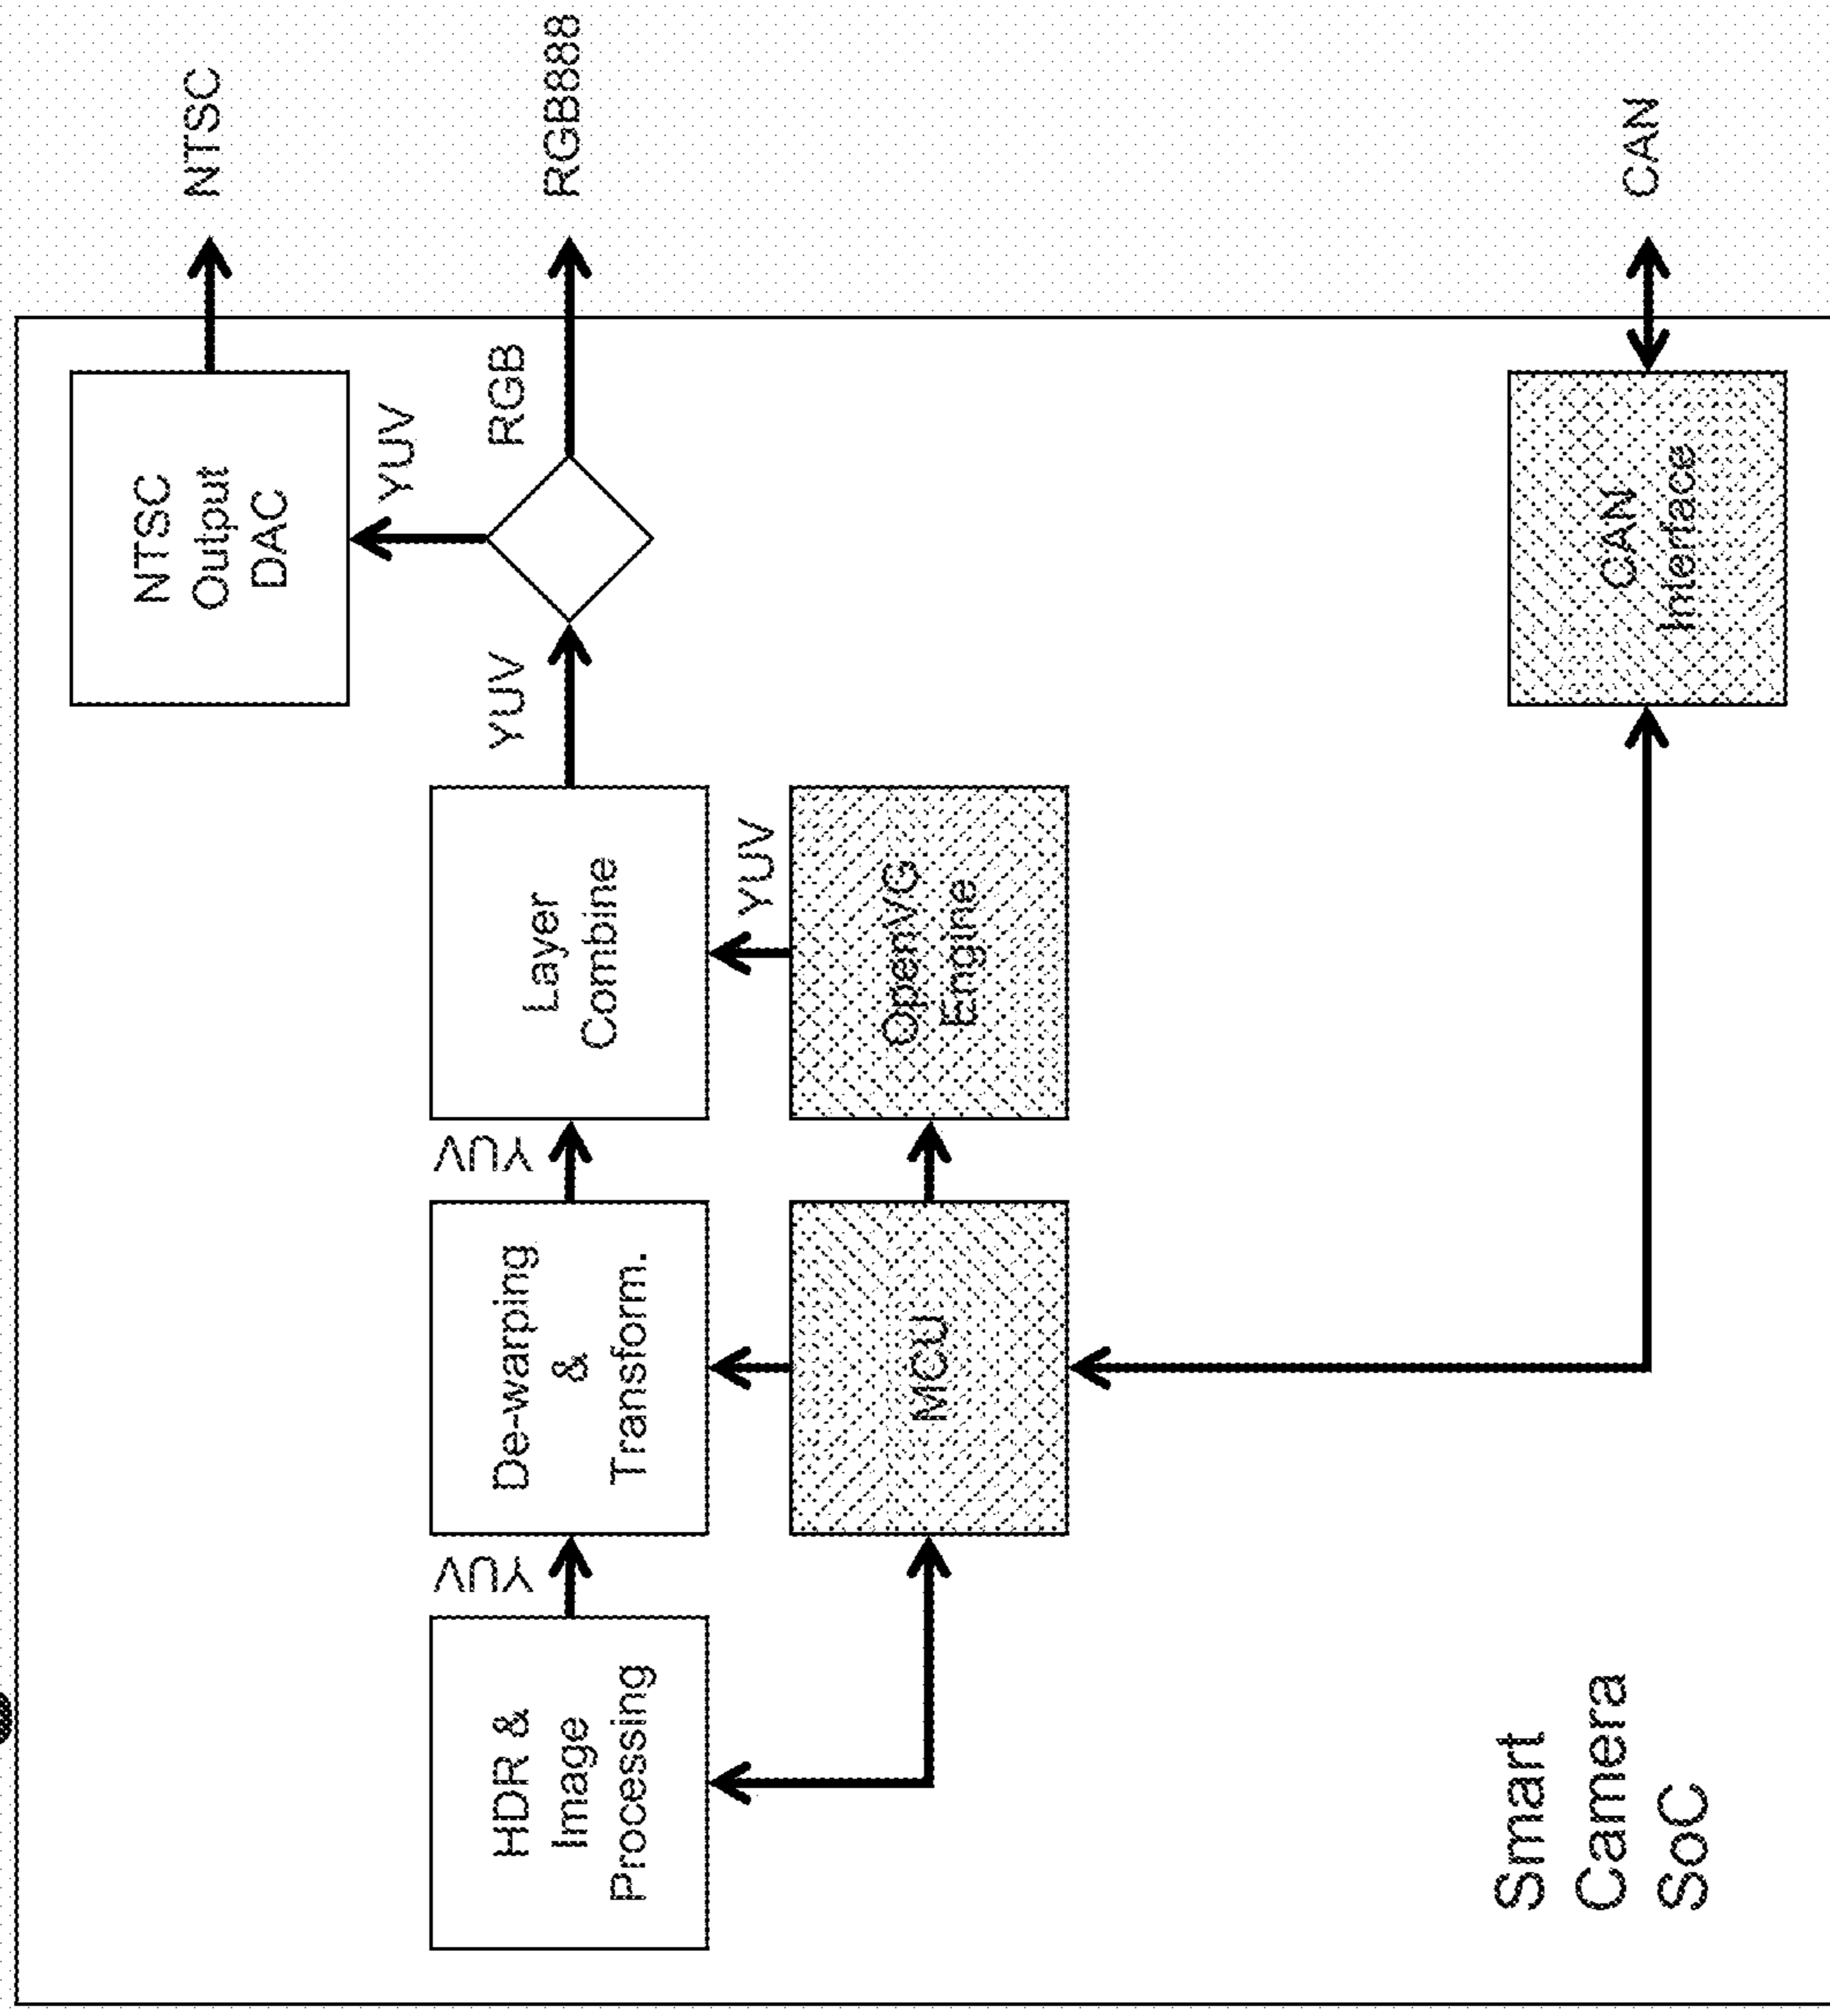 NTSC
Output
DAC
NTSC
YUV
HDR &
Image
Processing
YUV
De-warping
&
Transform.
YUV
Layer
Combine
YUV
RGB
RGB888
YUV
MCU
OpenVG
Engine
CAN
Interface
CAN
Smart
Camera
SoC